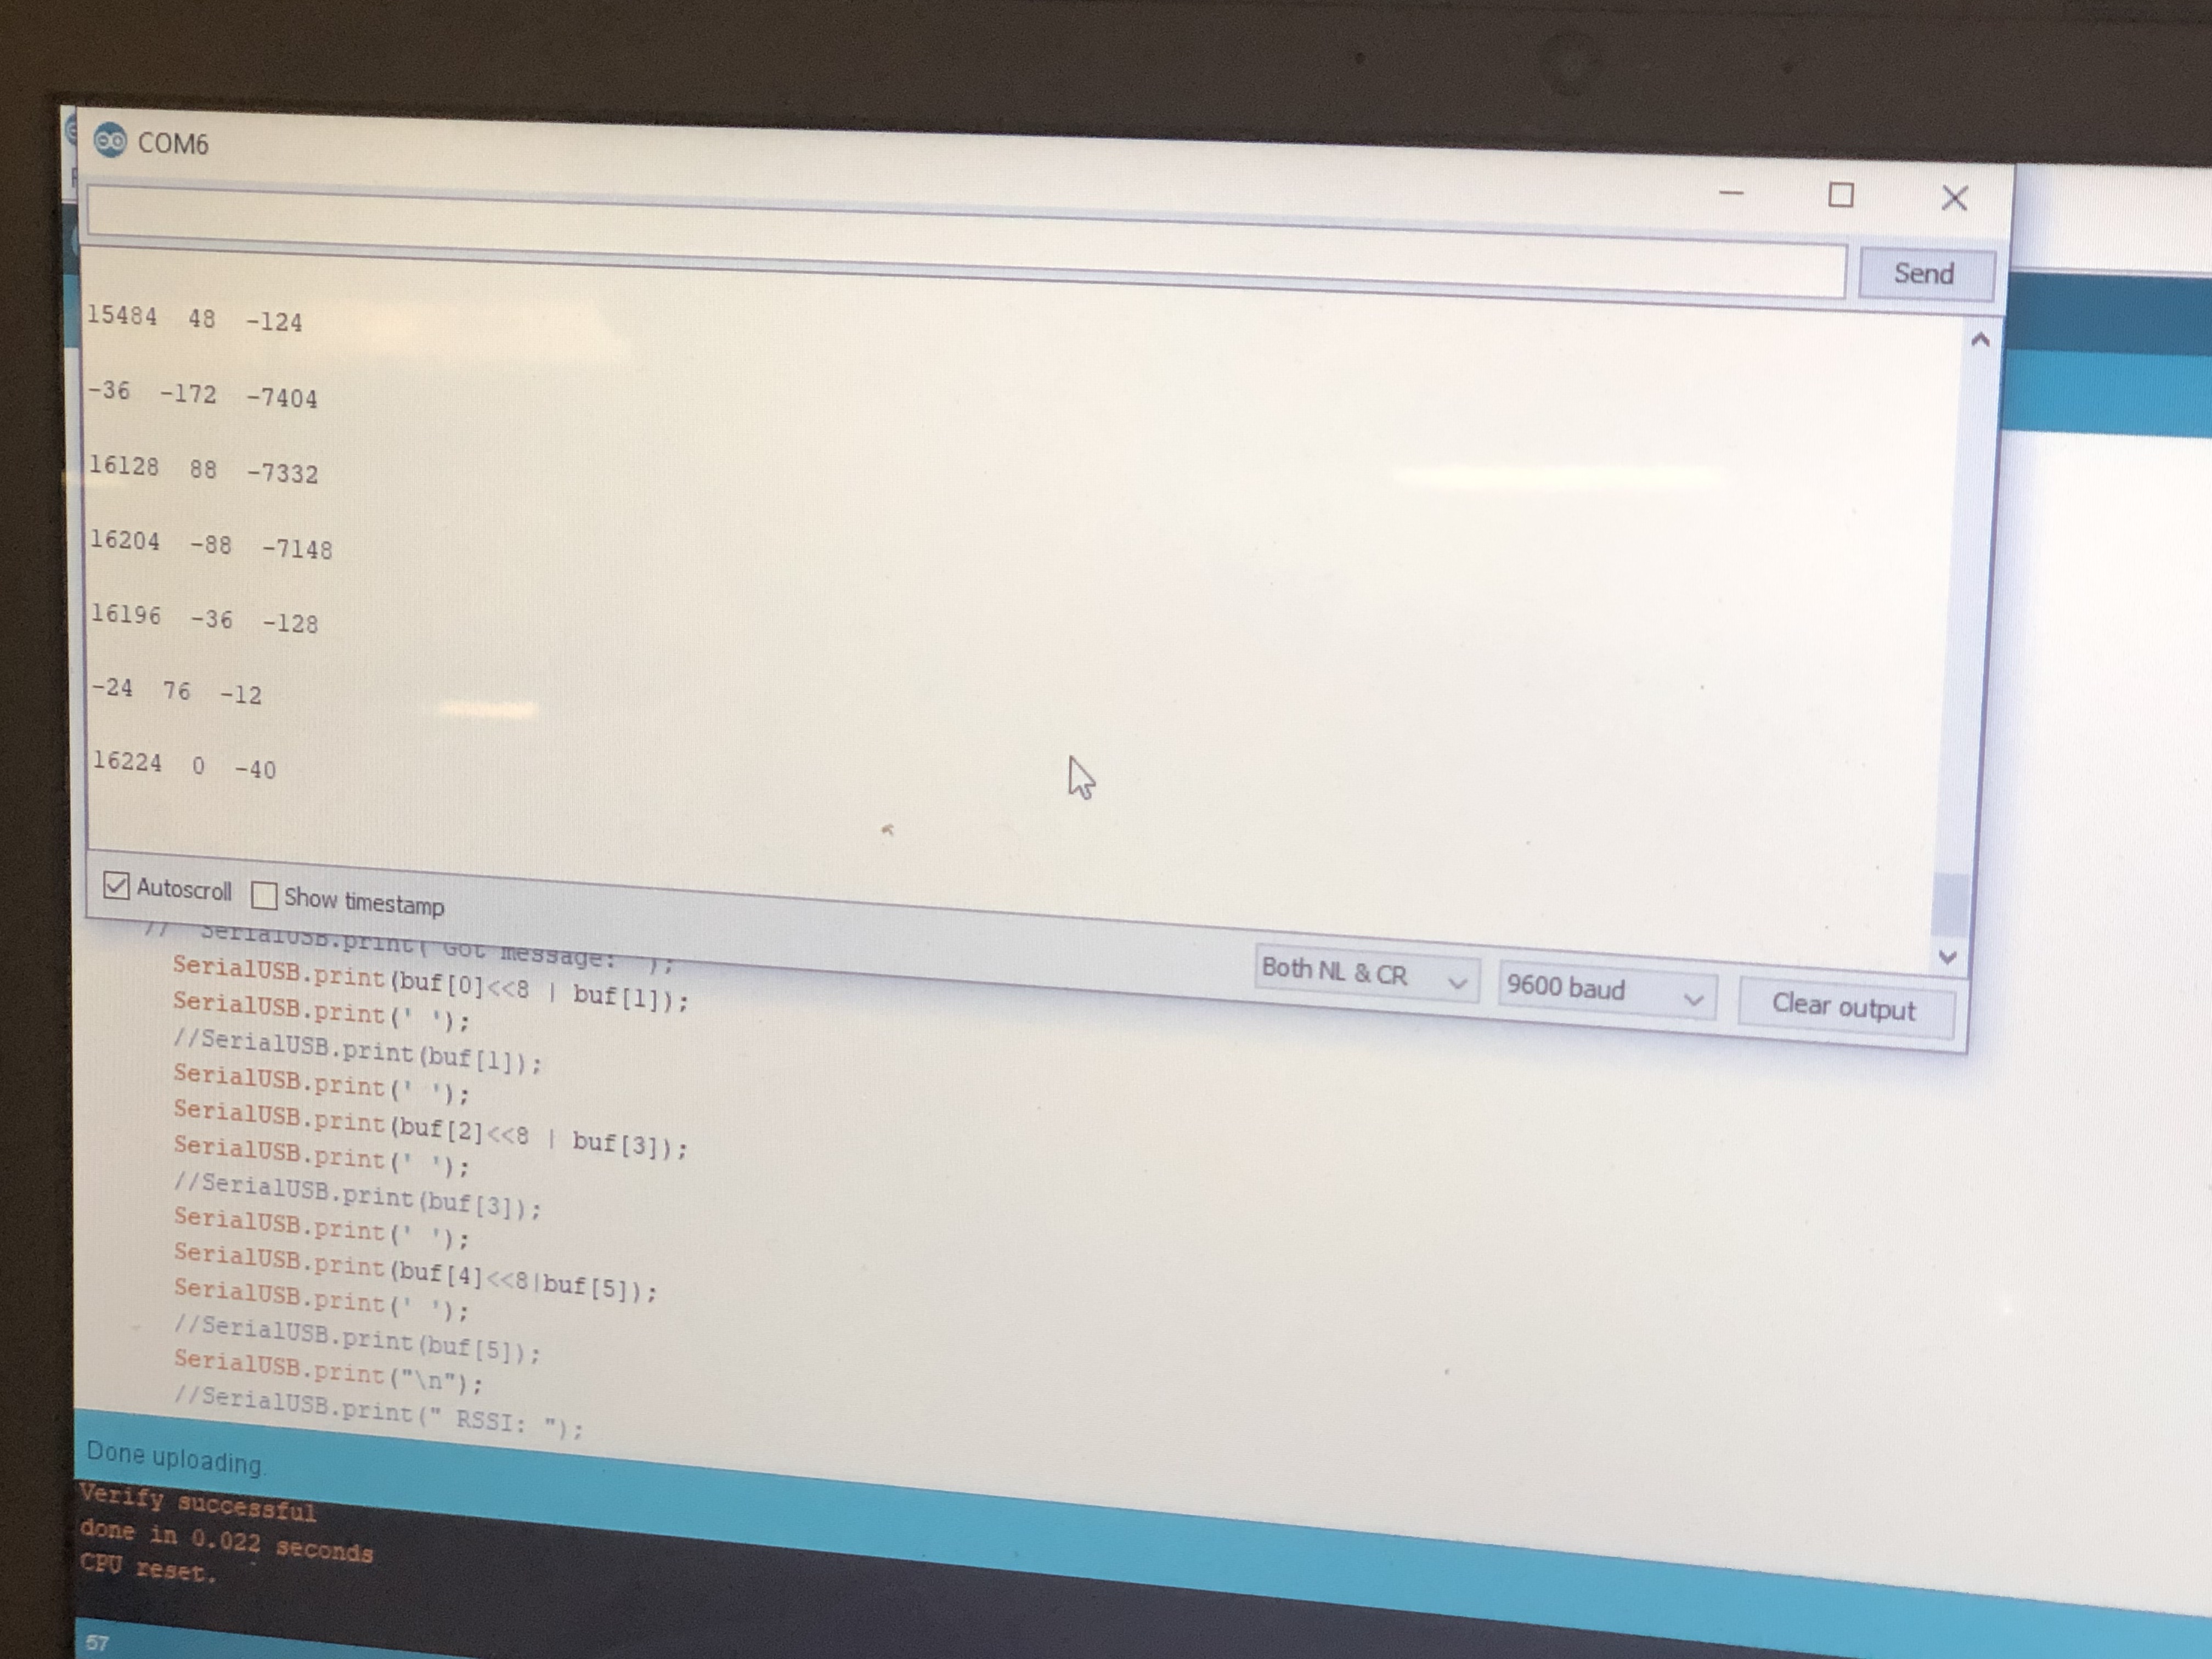 COM6
Send
15484  48  -124
-36  -172  -7404
16128  88  -7332
16204  -88  -7148
16196  -36  -128
-24  76  -12
16224  0  -40
Autoscroll  Show timestamp
Both NL & CR  9600 baud  Clear output
//  SerialUSB.print( Got message:  );
SerialUSB.print(buf[0]<<8 | buf[1]);
SerialUSB.print(' ');
//SerialUSB.print(buf[1]);
SerialUSB.print(' ');
SerialUSB.print(buf[2]<<8 | buf[3]);
SerialUSB.print(' ');
//SerialUSB.print(buf[3]);
SerialUSB.print(' ');
SerialUSB.print(buf[4]<<8|buf[5]);
SerialUSB.print(' ');
//SerialUSB.print(buf[5]);
SerialUSB.print("\n");
//SerialUSB.print(" RSSI: ");
Done uploading.
Verify successful
done in 0.022 seconds
CPU reset.
57